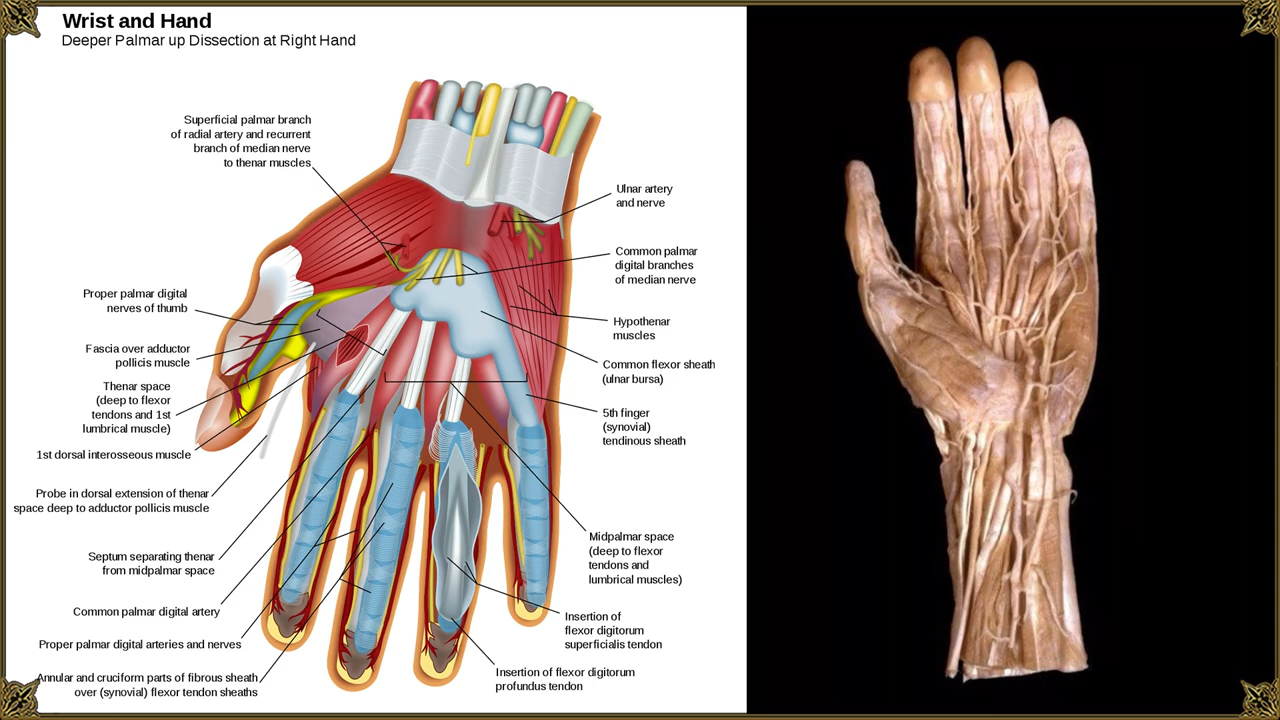 Wrist and Hand
Deeper Palmar up Dissection at Right Hand
Superficial palmar branch
of radial artery and recurrent
branch of median nerve
to thenar muscles
Proper palmar digital
nerves of thumb
Fascia over adductor
pollicis muscle
Thenar space
(deep to flexor
tendons and 1st
lumbrical muscle)
1st dorsal interosseous muscle
Probe in dorsal extension of thenar
space deep to adductor pollicis muscle
Septum separating thenar
from midpalmar space
Common palmar digital artery
Proper palmar digital arteries and nerves
Annular and cruciform parts of fibrous sheath
over (synovial) flexor tendon sheaths
Ulnar artery
and nerve
Common palmar
digital branches
of median nerve
Hypothenar
muscles
Common flexor sheath
(ulnar bursa)
5th finger
(synovial)
tendinous sheath
Midpalmar space
(deep to flexor
tendons and
lumbrical muscles)
Insertion of
flexor digitorum
superficialis tendon
Insertion of flexor digitorum
profundus tendon